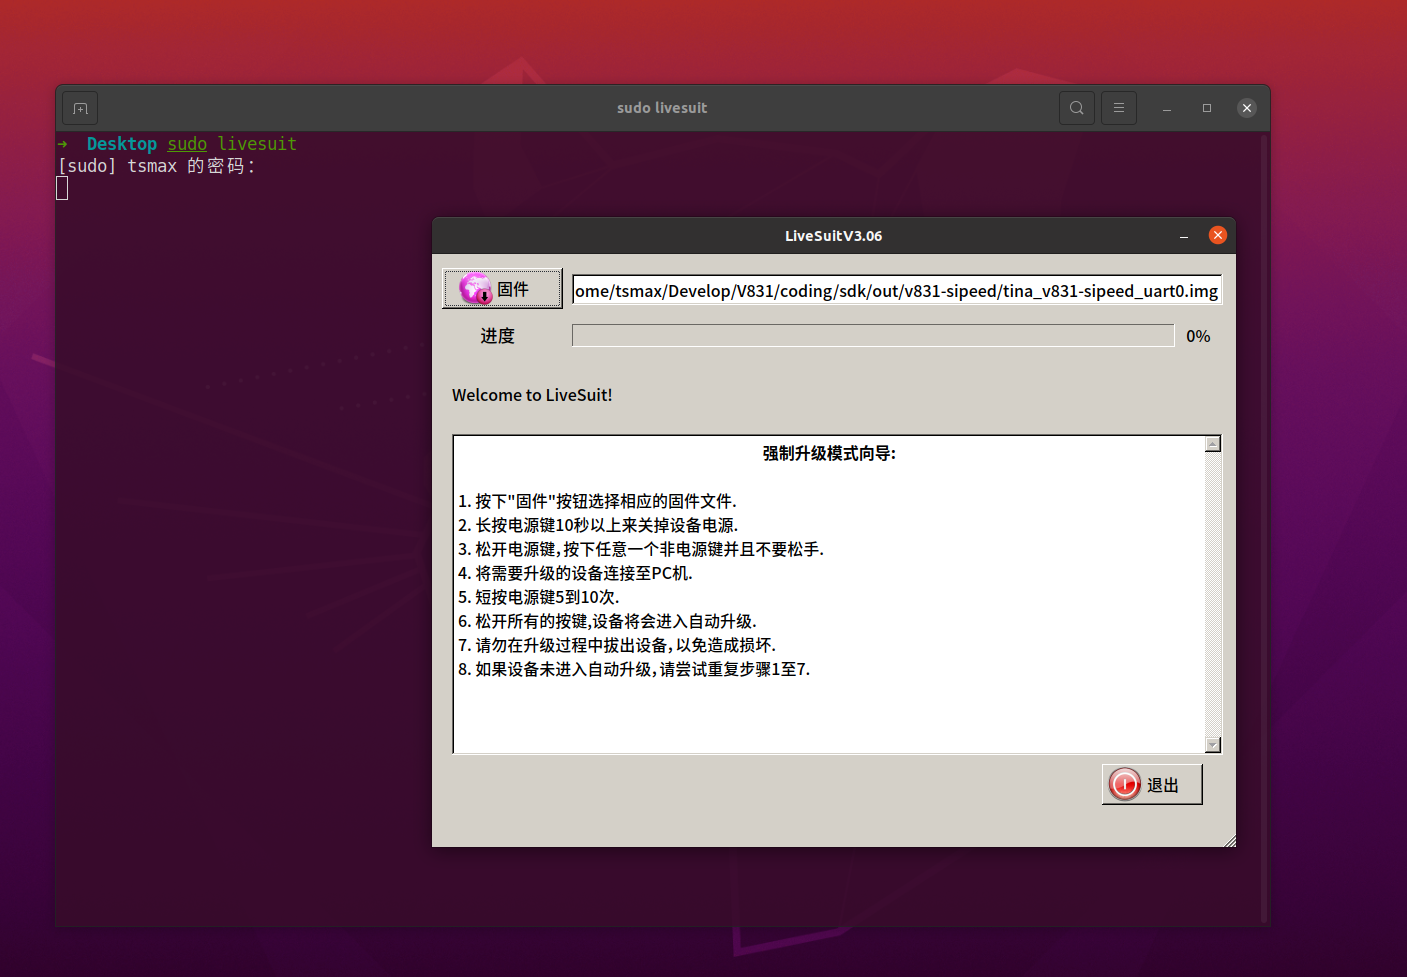 sudo livesuit
➜ Desktop sudo livesuit
[sudo] tsmax 的密码：
LiveSuitV3.06
固件 ome/tsmax/Develop/V831/coding/sdk/out/v831-sipeed/tina_v831-sipeed_uart0.img
进度 0%
Welcome to LiveSuit!
强制升级模式向导:
1. 按下"固件"按钮选择相应的固件文件.
2. 长按电源键10秒以上来关掉设备电源.
3. 松开电源键，按下任意一个非电源键并且不要松手.
4. 将需要升级的设备连接至PC机.
5. 短按电源键5到10次.
6. 松开所有的按键,设备将会进入自动升级.
7. 请勿在升级过程中拔出设备，以免造成损坏.
8. 如果设备未进入自动升级，请尝试重复步骤1至7.
退出